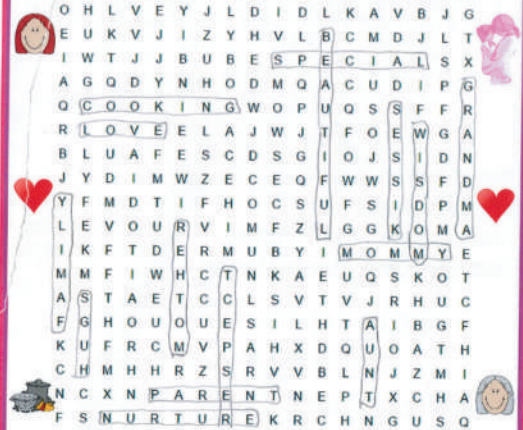 O H L V E Y J L D I D L K A V B J G
E U K V J I Z Y H V L B C M D J L T
I W T J J B U B E S P E C I A L S X
A G Q D Y N H O D M Q A C U D I P G
Q C O O K I N G W O P U Q S S F F R
R L O V E E L A J W J T F O E W G A
B L U A F E S C D S G I O J S I D N
J Y D I M W Z E C E Q F W W S S F D
Y F M D T I F H O C S U F S I D P M
L E V O U R V I M F Z L G G K O M A
I K F T D E R M U B Y I M O M M Y E
M M F I W H C T N K A E U Q S K O T
A S T A E T C C L S V T V J R H U C
F G H O U O U E S I L H T A I B G F
K U F R C M V P A H X D Q U O A T H
C H M H H R Z S R V V B L N J Z M I
N C X N P A R E N T N E P T X C H A
F S N U R T U R E K R C H N G U S Q